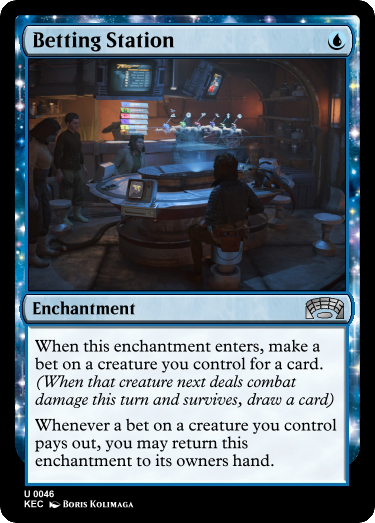 Betting Station
Enchantment
When this enchantment enters, make a
bet on a creature you control for a card.
(When that creature next deals combat
damage this turn and survives, draw a card)
Whenever a bet on a creature you control
pays out, you may return this
enchantment to its owners hand.
U 0046
KEC Boris Kolimaga